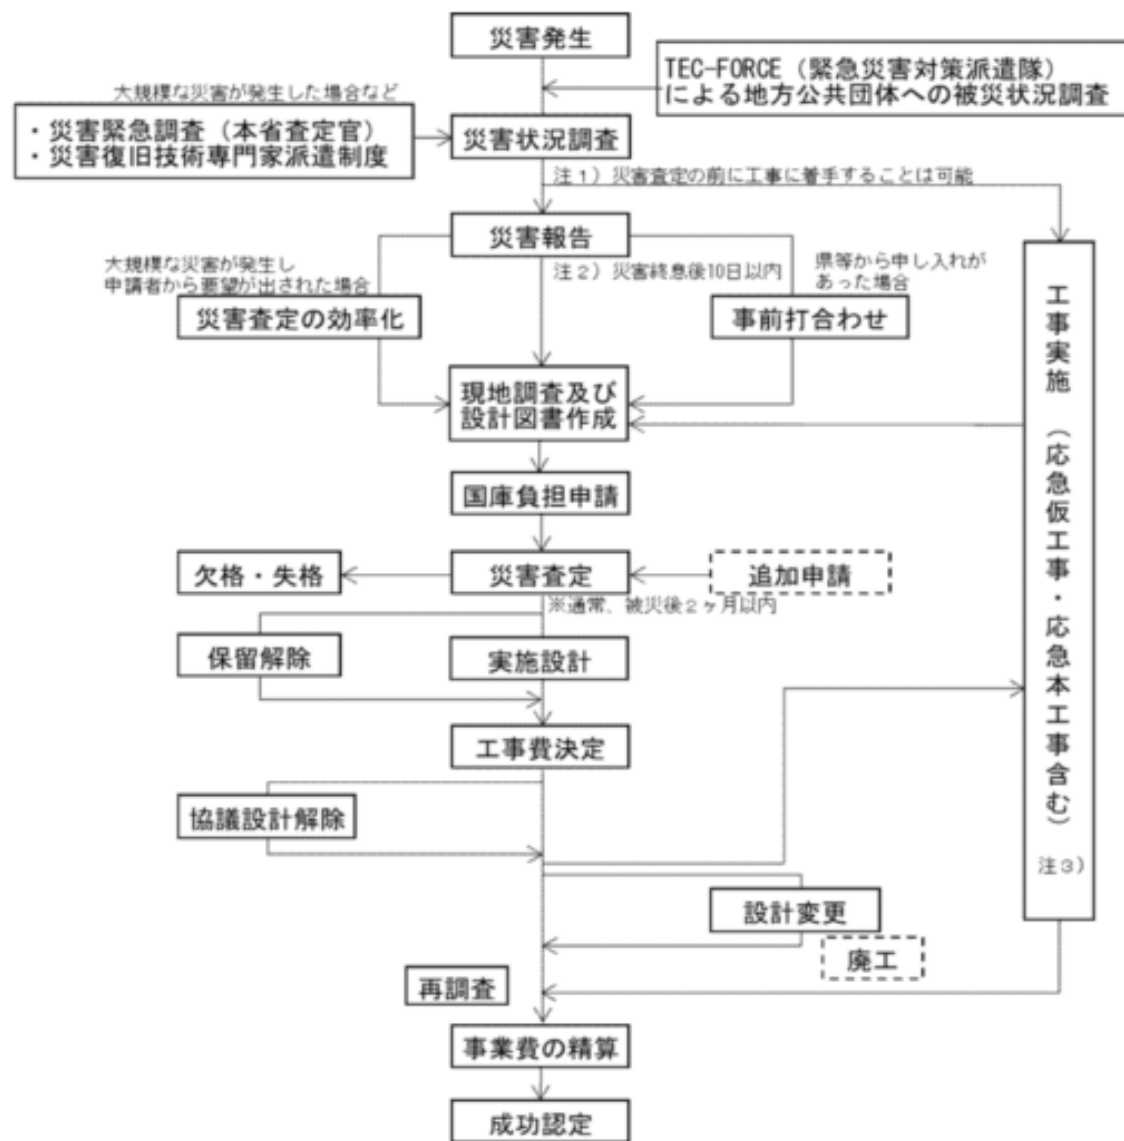 災害発生
TEC-FORCE（緊急災害対策派遣隊）
による地方公共団体への被災状況調査
大規模な災害が発生した場合など
・災害緊急調査（本省査定官）
・災害復旧技術専門家派遣制度
災害状況調査
注１）災害査定の前に工事に着手することは可能
災害報告
大規模な災害が発生し
申請者から要望が出された場合
注２）災害終息後10日以内
県等から申し入れが
あった場合
災害査定の効率化
事前打合わせ
現地調査及び
設計図書作成
国庫負担申請
欠格・失格
災害査定
追加申請
※通常、被災後２ヶ月以内
保留解除
実施設計
工事費決定
協議設計解除
工事実施　（応急仮工事・応急本工事含む）
注３）
設計変更
廃工
再調査
事業費の精算
成功認定